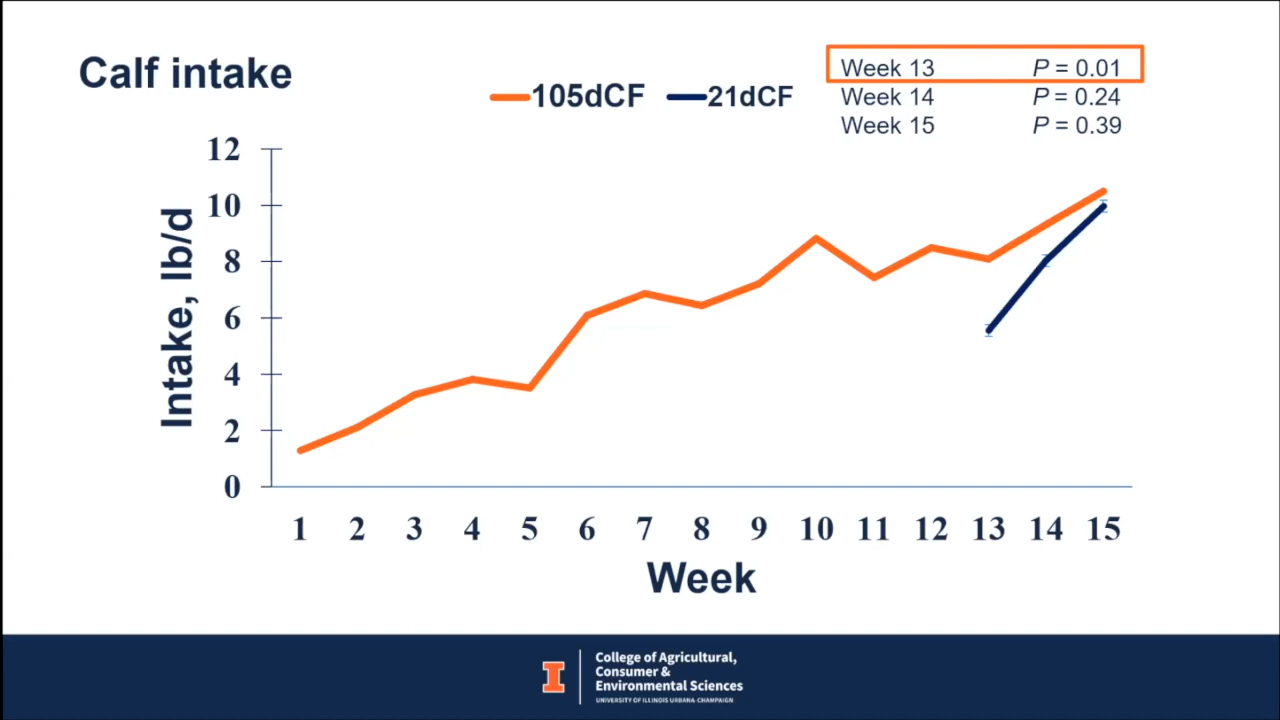 Calf intake
105dCF 21dCF
Week 13 P = 0.01
Week 14 P = 0.24
Week 15 P = 0.39
Intake, lb/d
12
10
8
6
4
2
0
1 2 3 4 5 6 7 8 9 10 11 12 13 14 15
Week
I
College of Agricultural,
Consumer &
Environmental Sciences
UNIVERSITY OF ILLINOIS URBANA-CHAMPAIGN